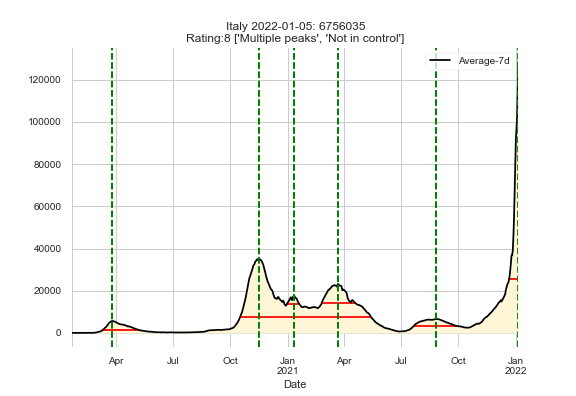 Italy 2022-01-05: 6756035
Rating:8 ['Multiple peaks', 'Not in control']
Average-7d
120000
100000
80000
60000
40000
20000
0
Apr Jul Oct Jan Apr Jul Oct Jan
2021 2022
Date